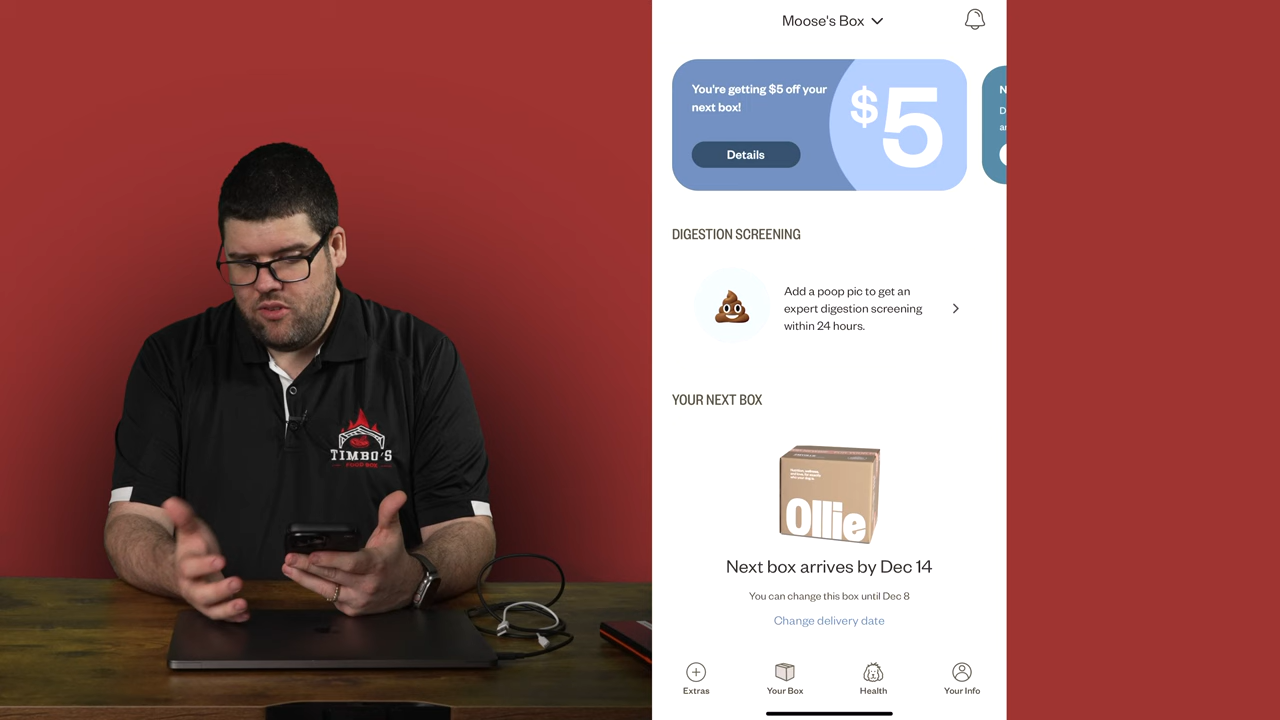 TIMBO'S
FOOD BOX
Moose's Box
You're getting $5 off your
next box!
Details
$5
N
D
ar
DIGESTION SCREENING
Add a poop pic to get an
expert digestion screening
within 24 hours.
YOUR NEXT BOX
Ollie
Next box arrives by Dec 14
You can change this box until Dec 8
Change delivery date
Extras
Your Box
Health
Your Info